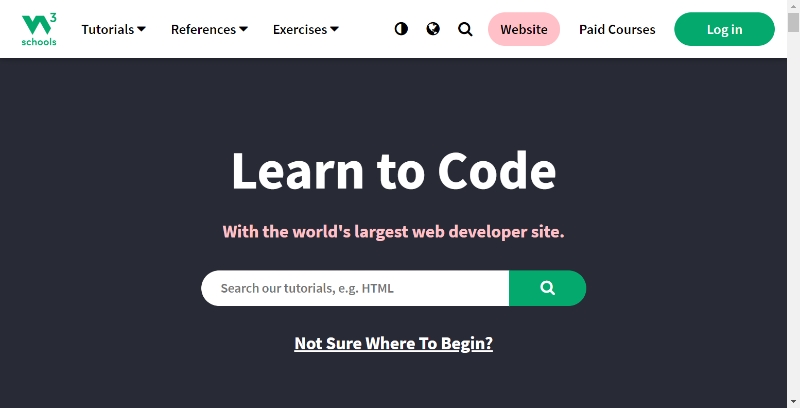 3
schools
Tutorials References Exercises Website Paid Courses Log in
Learn to Code
With the world's largest web developer site.
Search our tutorials, e.g. HTML
Not Sure Where To Begin?